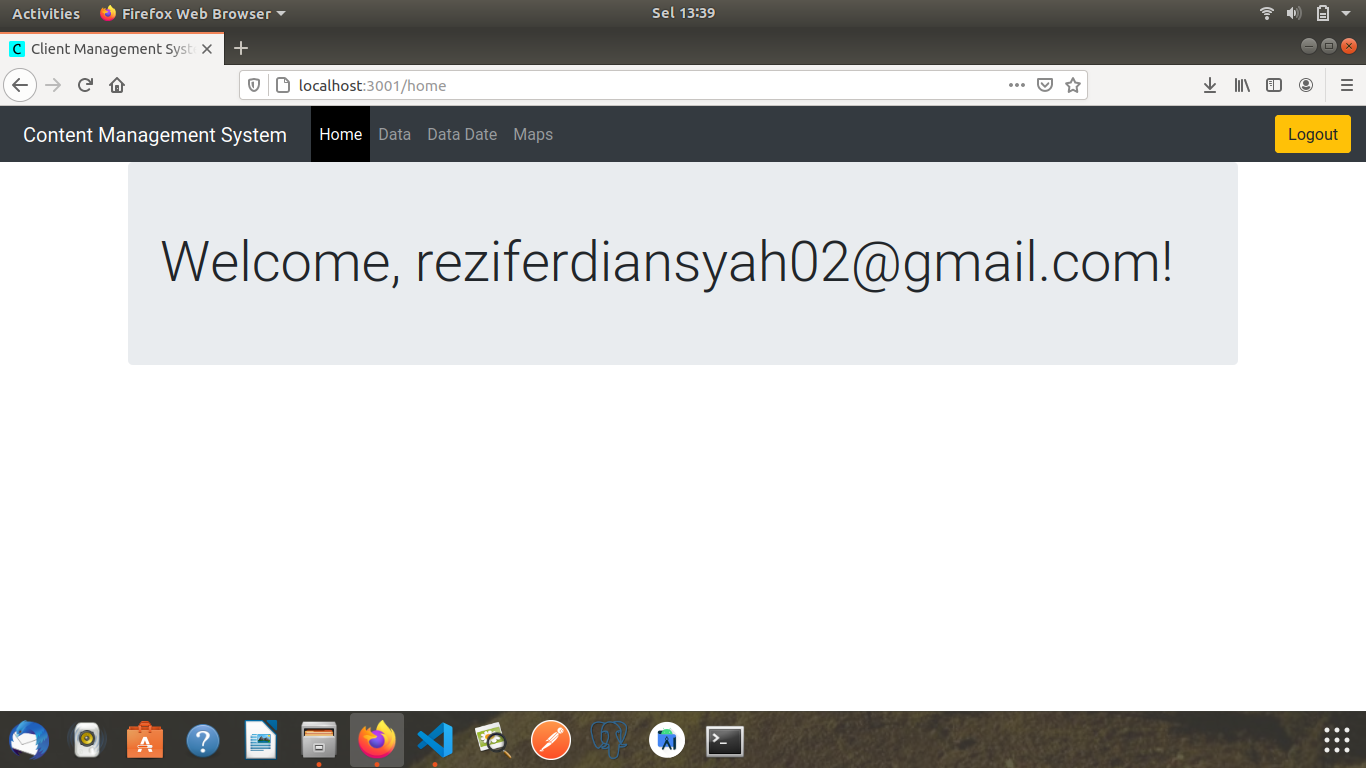 Activities Firefox Web Browser Sel 13:39
C Client Management Syst
localhost:3001/home
Content Management System Home Data Data Date Maps Logout
Welcome, reziferdiansyah02@gmail.com!